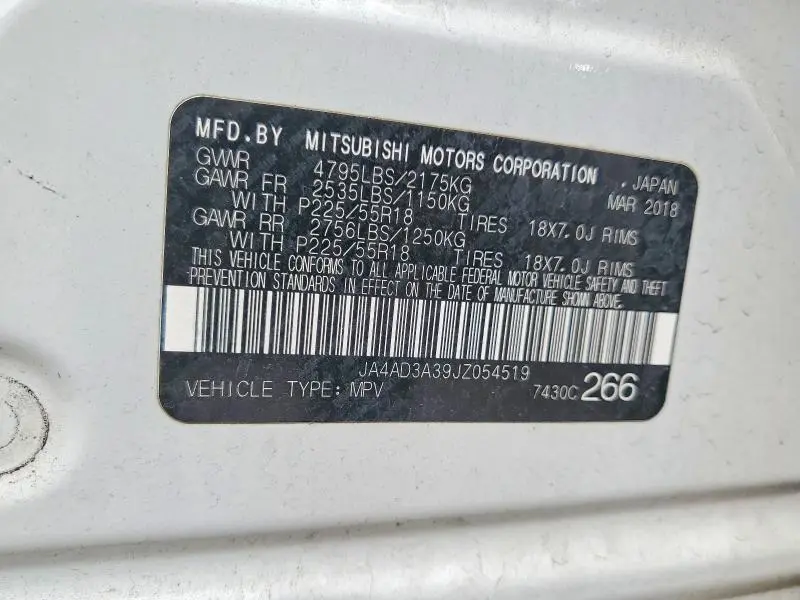 MFD.BY MITSUBISHI MOTORS CORPORATION , JAPAN
GVWR 4795LBS/2175KG MAR 2018
GAWR FR 2535LBS/1150KG
WITH P225/55R18 TIRES 18X7.0J RIMS
GAWR RR 2756LBS/1250KG
WITH P225/55R18 TIRES 18X7.0J RIMS
THIS VEHICLE CONFORMS TO ALL APPLICABLE FEDERAL MOTOR VEHICLE SAFETY AND THEFT
PREVENTION STANDARDS IN EFFECT ON THE DATE OF MANUFACTURE SHOWN ABOVE.
JA4AD3A39JZ054519
VEHICLE TYPE: MPV 7430C 266